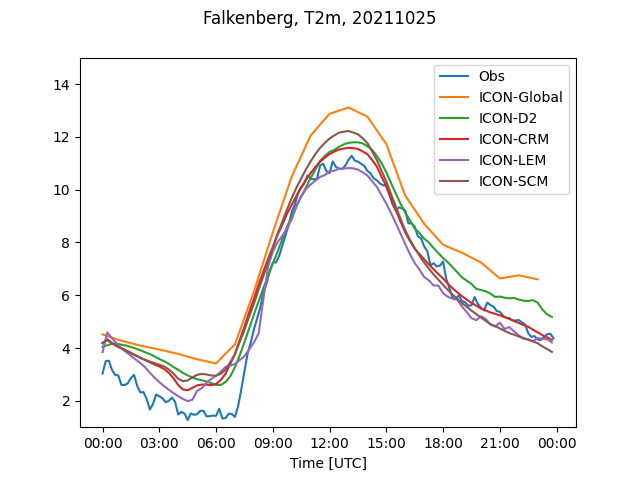 Falkenberg, T2m, 20211025
14
12
10
8
6
4
2
Obs
ICON-Global
ICON-D2
ICON-CRM
ICON-LEM
ICON-SCM
00:00 03:00 06:00 09:00 12:00 15:00 18:00 21:00 00:00
Time [UTC]